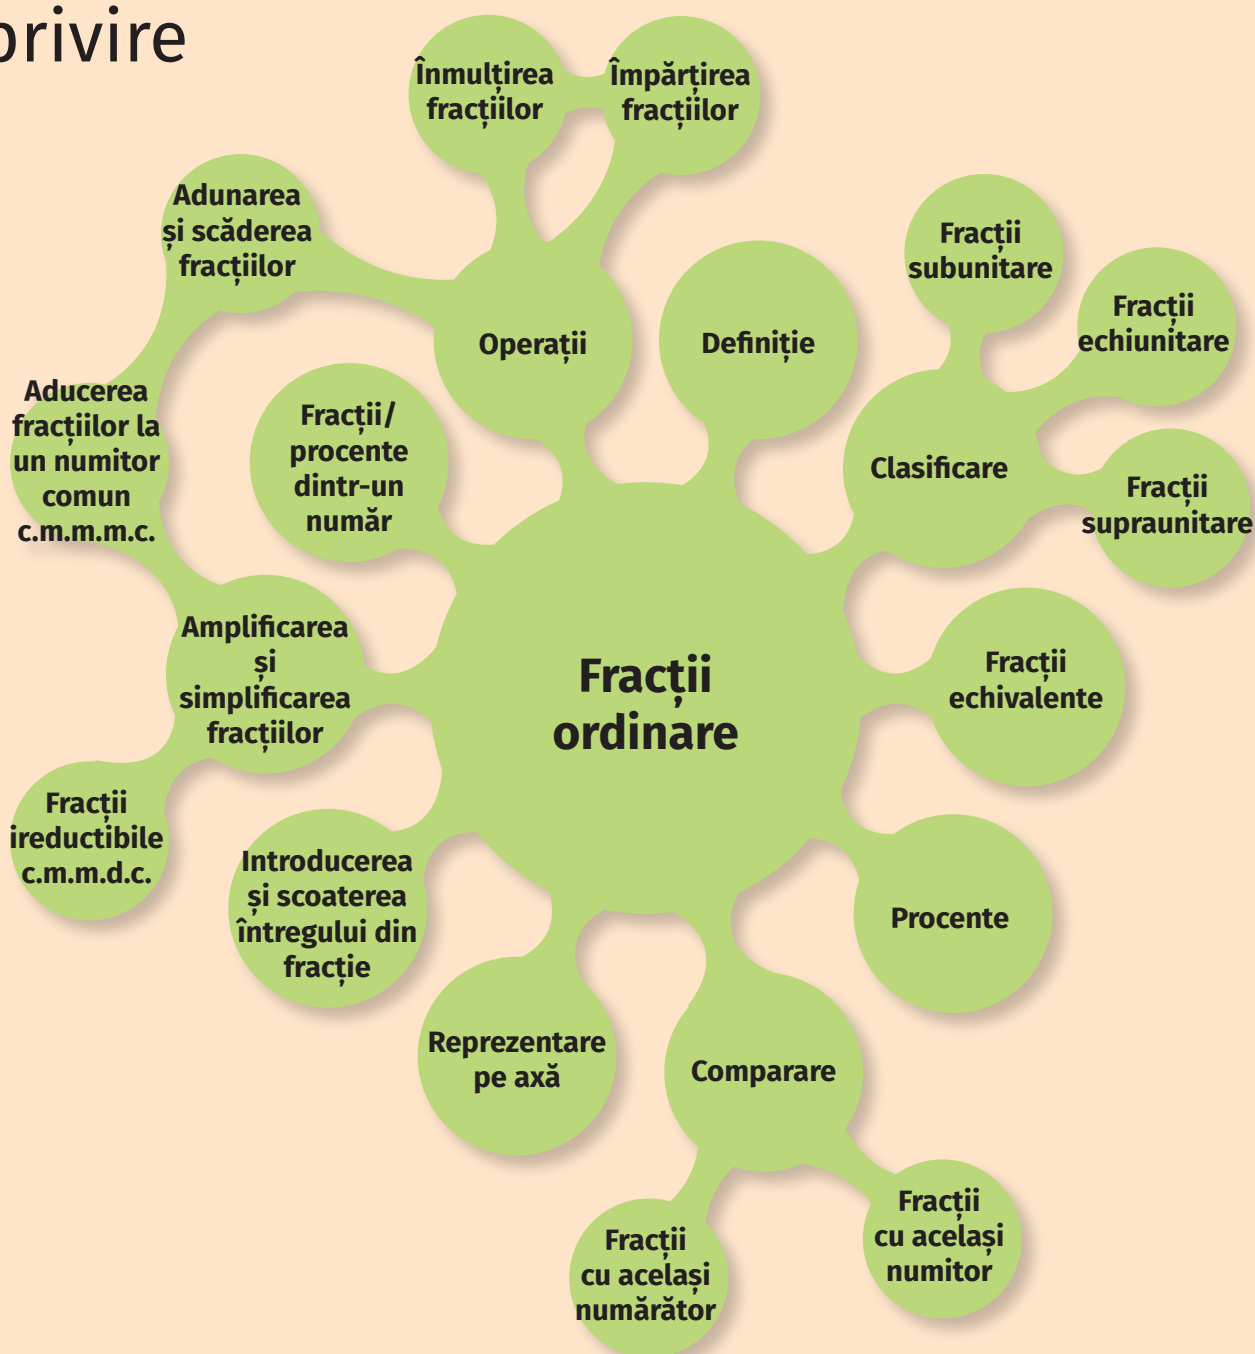 privire
Înmulțirea
fracțiilor
Împărțirea
fracțiilor
Adunarea
și scăderea
fracțiilor
Fracții
subunitare
Fracții
echiunitare
Operații
Definiție
Aducerea
fracțiilor la
un numitor
comun
c.m.m.m.c.
Fracții/
procente
dintr-un
număr
Clasificare
Fracții
supraunitare
Amplificarea
și
simplificarea
fracțiilor
Fracții
ordinare
Fracții
echivalente
Fracții
ireductibile
c.m.m.d.c.
Introducerea
și scoaterea
întregului din
fracție
Procente
Reprezentare
pe axă
Comparare
Fracții
cu același
numărător
Fracții
cu același
numitor